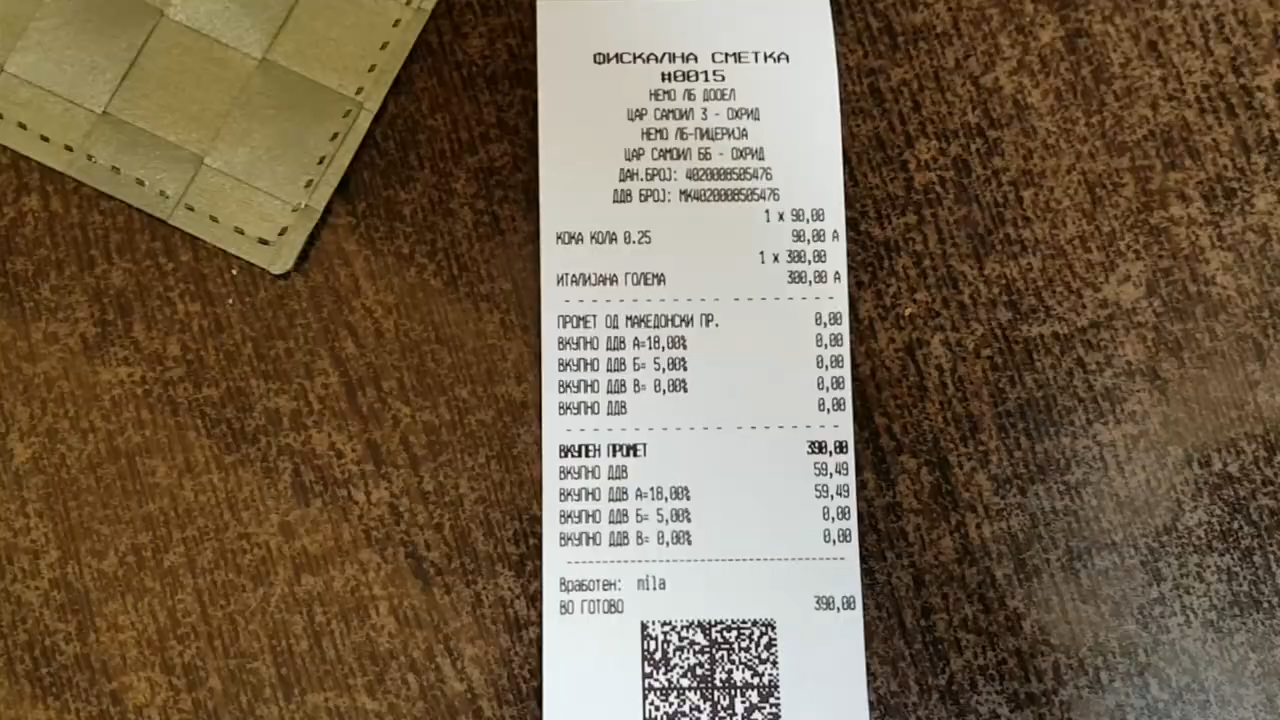 ФИСКАЛНА СМЕТКА
#0015
НЕМО ЛБ ДООЕЛ
ЦАР САМОИЛ 3 - ОХРИД
НЕМО ЛБ-ПИЦЕРИЈА
ЦАР САМОИЛ ББ - ОХРИД
ДАН.БРОЈ: 4020008505476
ДДВ БРОЈ: МК4020008505476
1 x 90,00
КОКА КОЛА 0.25 90,00 А
1 x 300,00
ИТАЛИЈАНА ГОЛЕМА 300,00 А
ПРОМЕТ ОД МАКЕДОНСКИ ПР. 0,00
ВКУПНО ДДВ А=18,00% 0,00
ВКУПНО ДДВ Б= 5,00% 0,00
ВКУПНО ДДВ В= 0,00% 0,00
ВКУПНО ДДВ 0,00
ВКУПЕН ПРОМЕТ 390,00
ВКУПНО ДДВ 59,49
ВКУПНО ДДВ А=18,00% 59,49
ВКУПНО ДДВ Б= 5,00% 0,00
ВКУПНО ДДВ В= 0,00% 0,00
Вработен: mila
ВО ГОТОВО 390,00